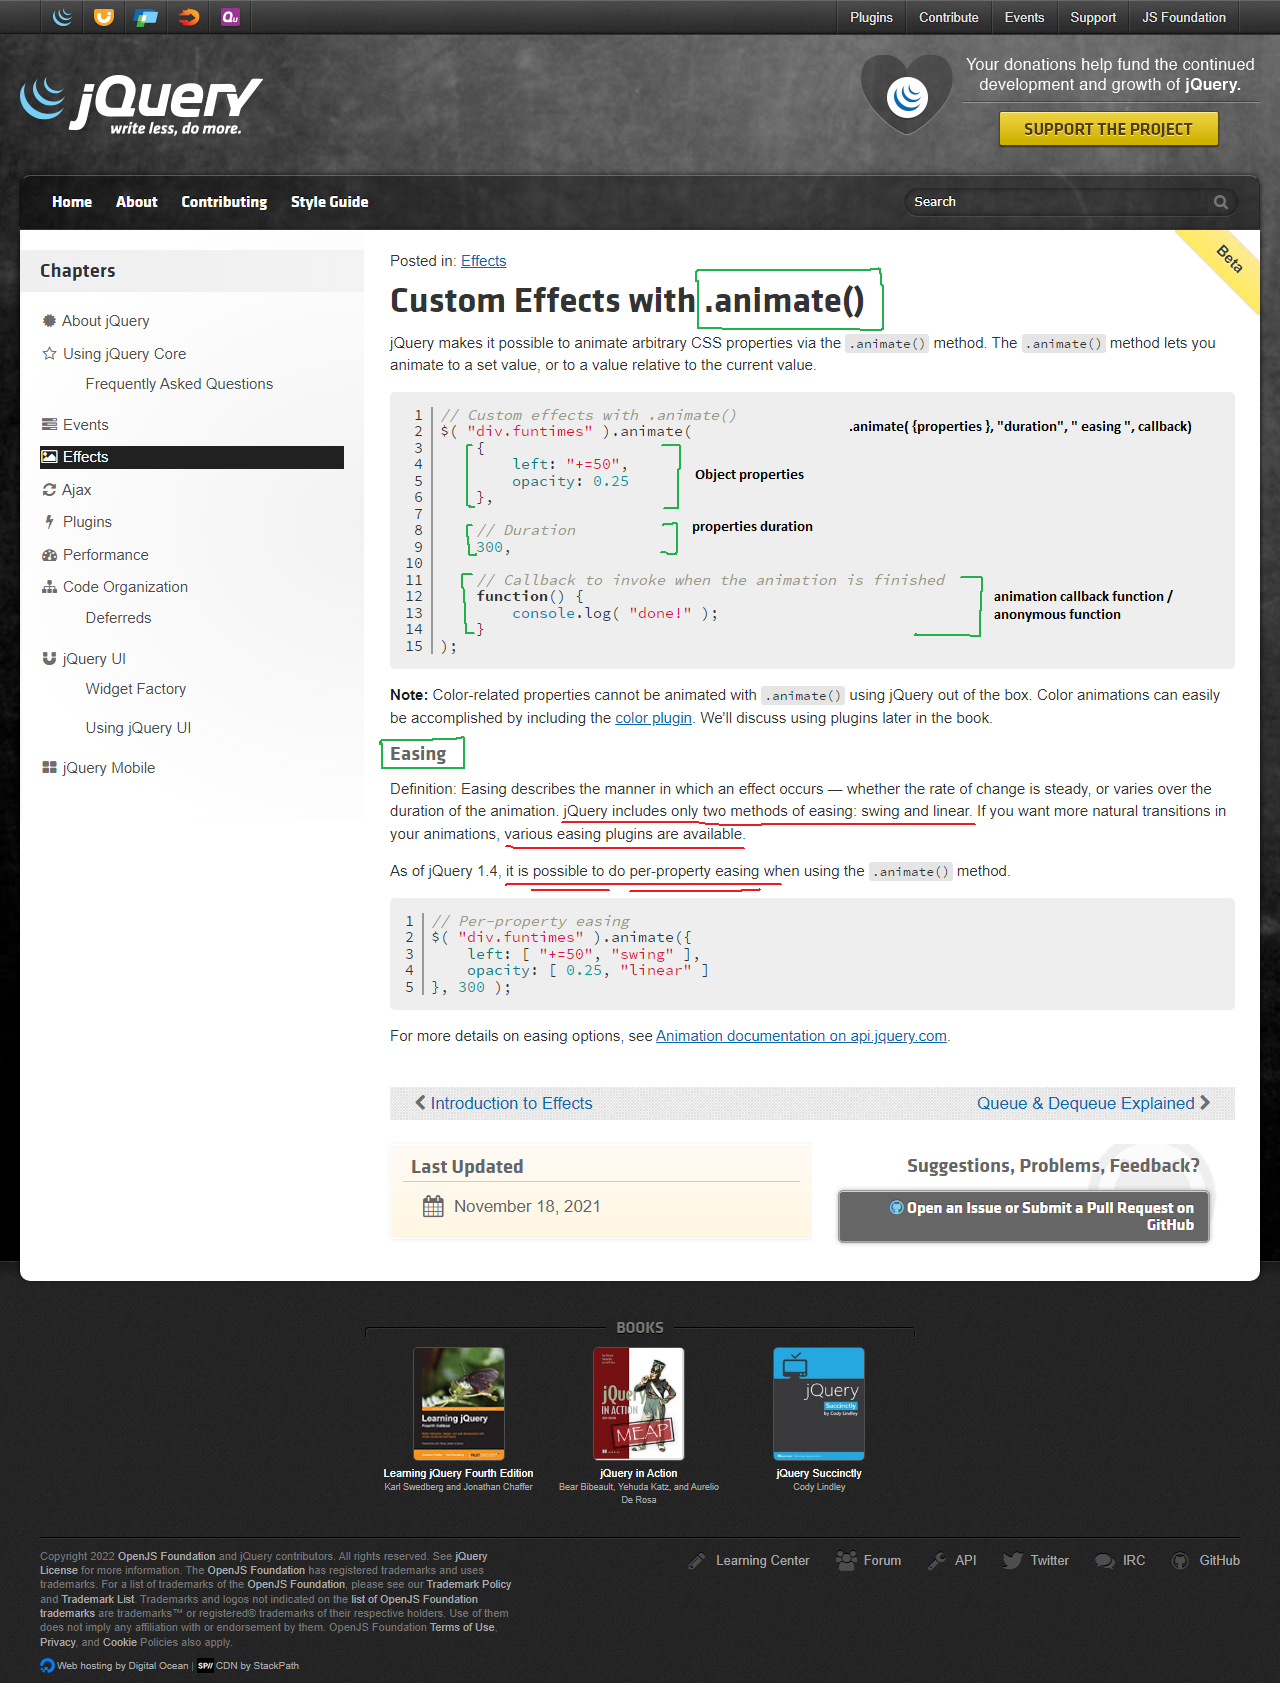 Plugins
Contribute
Events
Support
JS Foundation
Qu
jQuery
write less, do more.
Your donations help fund the continued
development and growth of jQuery.
SUPPORT THE PROJECT
Home
About
Contributing
Style Guide
Search
Beta
Chapters
About jQuery
Using jQuery Core
Frequently Asked Questions
Events
Effects
Ajax
Plugins
Performance
Code Organization
Deferreds
jQuery UI
Widget Factory
Using jQuery UI
jQuery Mobile
Posted in: Effects
Custom Effects with .animate()
jQuery makes it possible to animate arbitrary CSS properties via the .animate() method. The .animate() method lets you
animate to a set value, or to a value relative to the current value.
1 // Custom effects with .animate()
2 $( "div.funtimes" ).animate(
3 {
4 left: "+=50",
5 opacity: 0.25
6 },
7
8 // Duration
9 300,
10
11 // Callback to invoke when the animation is finished
12 function() {
13 console.log( "done!" );
14 }
15 );
.animate( {properties }, "duration", " easing ", callback)
Object properties
properties duration
animation callback function /
anonymous function
Note: Color-related properties cannot be animated with .animate() using jQuery out of the box. Color animations can easily
be accomplished by including the color plugin. We'll discuss using plugins later in the book.
Easing
Definition: Easing describes the manner in which an effect occurs — whether the rate of change is steady, or varies over the
duration of the animation. jQuery includes only two methods of easing: swing and linear. If you want more natural transitions in
your animations, various easing plugins are available.
As of jQuery 1.4, it is possible to do per-property easing when using the .animate() method.
1 // Per-property easing
2 $( "div.funtimes" ).animate({
3 left: [ "+=50", "swing" ],
4 opacity: [ 0.25, "linear" ]
5 }, 300 );
For more details on easing options, see Animation documentation on api.jquery.com.
Introduction to Effects
Queue & Dequeue Explained
Last Updated
November 18, 2021
Suggestions, Problems, Feedback?
Open an Issue or Submit a Pull Request on
GitHub
BOOKS
Learning jQuery
Fourth Edition
jQuery
IN ACTION
MEAP
jQuery
Succinctly
by Cody Lindley
Learning jQuery Fourth Edition
Karl Swedberg and Jonathan Chaffer
jQuery in Action
Bear Bibeault, Yehuda Katz, and Aurelio
De Rosa
jQuery Succinctly
Cody Lindley
Copyright 2022 OpenJS Foundation and jQuery contributors. All rights reserved. See jQuery
License for more information. The OpenJS Foundation has registered trademarks and uses
trademarks. For a list of trademarks of the OpenJS Foundation, please see our Trademark Policy
and Trademark List. Trademarks and logos not indicated on the list of OpenJS Foundation
trademarks are trademarks™ or registered® trademarks of their respective holders. Use of them
does not imply any affiliation with or endorsement by them. OpenJS Foundation Terms of Use,
Privacy, and Cookie Policies also apply.
Web hosting by Digital Ocean | SP// CDN by StackPath
Learning Center
Forum
API
Twitter
IRC
GitHub